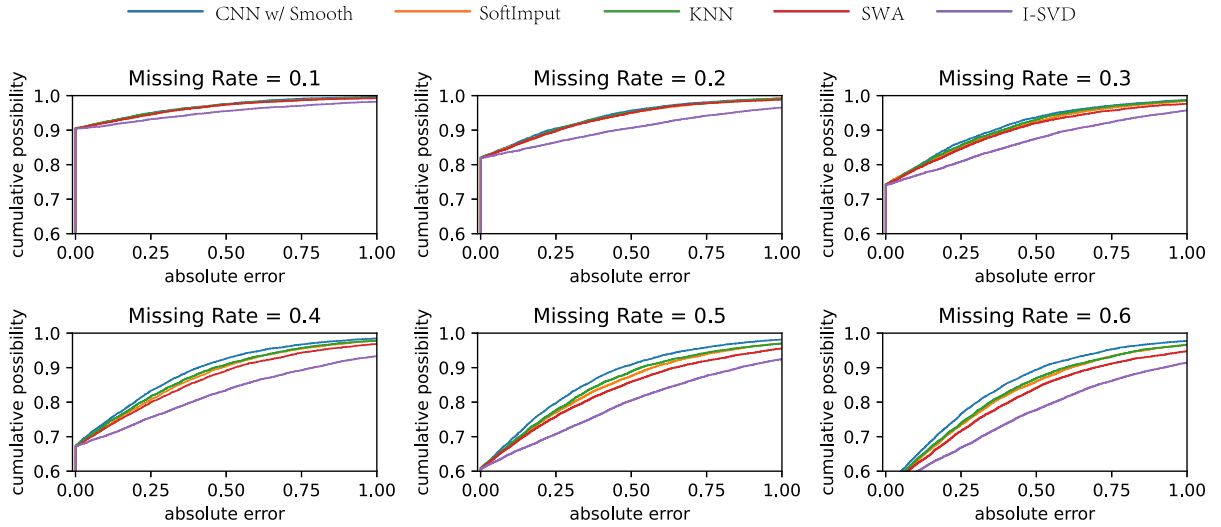 CNN w/ Smooth SoftImput KNN SWA I-SVD
Missing Rate = 0.1
cumulative possibility
1.0
0.9
0.8
0.7
0.6
0.00 0.25 0.50 0.75 1.00
absolute error
Missing Rate = 0.2
cumulative possibility
1.0
0.9
0.8
0.7
0.6
0.00 0.25 0.50 0.75 1.00
absolute error
Missing Rate = 0.3
cumulative possibility
1.0
0.9
0.8
0.7
0.6
0.00 0.25 0.50 0.75 1.00
absolute error
Missing Rate = 0.4
cumulative possibility
1.0
0.9
0.8
0.7
0.6
0.00 0.25 0.50 0.75 1.00
absolute error
Missing Rate = 0.5
cumulative possibility
1.0
0.9
0.8
0.7
0.6
0.00 0.25 0.50 0.75 1.00
absolute error
Missing Rate = 0.6
cumulative possibility
1.0
0.9
0.8
0.7
0.6
0.00 0.25 0.50 0.75 1.00
absolute error